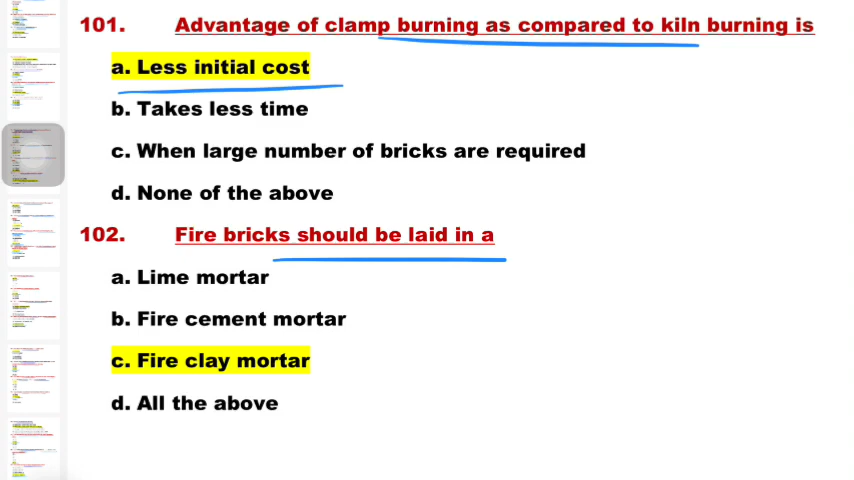 101. Advantage of clamp burning as compared to kiln burning is
a. Less initial cost
b. Takes less time
c. When large number of bricks are required
d. None of the above
102. Fire bricks should be laid in a
a. Lime mortar
b. Fire cement mortar
c. Fire clay mortar
d. All the above